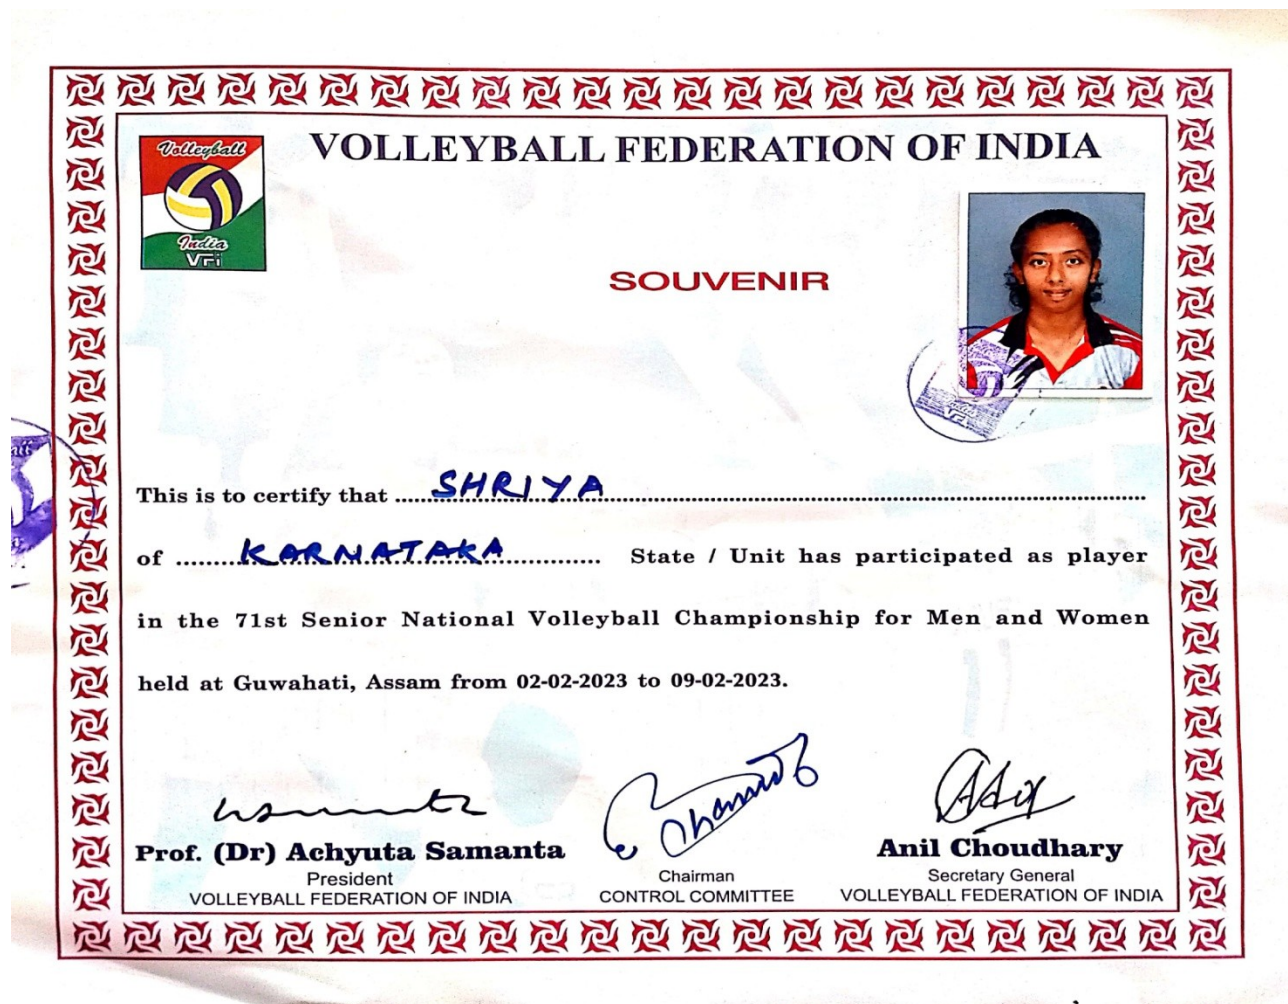 Volleyball
India
VFi
VOLLEYBALL FEDERATION OF INDIA
SOUVENIR
This is to certify that ..... SHRIYA .....
of ..... KARNATAKA ..... State / Unit has participated as player
in the 71st Senior National Volleyball Championship for Men and Women
held at Guwahati, Assam from 02-02-2023 to 09-02-2023.
Prof. (Dr) Achyuta Samanta
President
VOLLEYBALL FEDERATION OF INDIA
Chairman
CONTROL COMMITTEE
Anil Choudhary
Secretary General
VOLLEYBALL FEDERATION OF INDIA